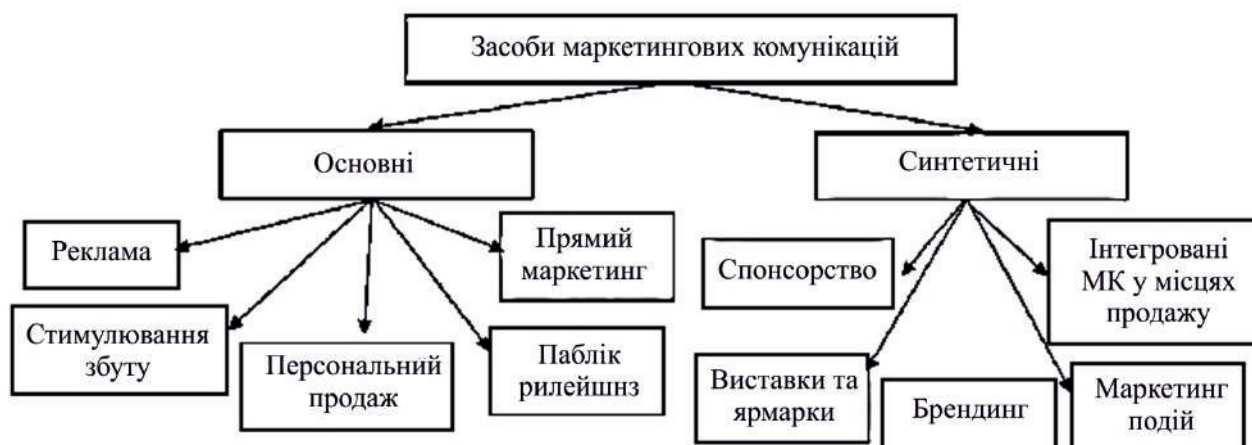 Засоби маркетингових комунікацій
Основні
Синтетичні
Реклама
Прямий
маркетинг
Стимулювання
збуту
Персональний
продаж
Паблік
рилейшнз
Спонсорство
Інтегровані
МК у місцях
продажу
Виставки та
ярмарки
Брендинг
Маркетинг
подій